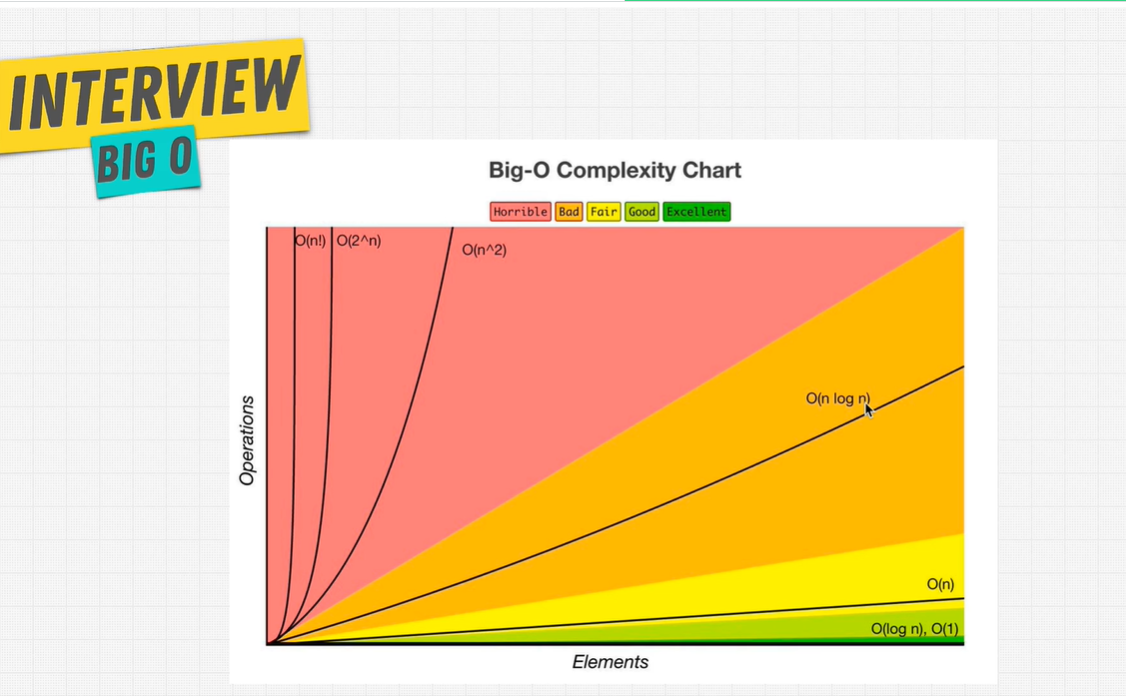 INTERVIEW
BIG O
Big-O Complexity Chart
Horrible Bad Fair Good Excellent
O(n!) O(2^n) O(n^2)
O(n log n)
O(n)
O(log n), O(1)
Operations
Elements